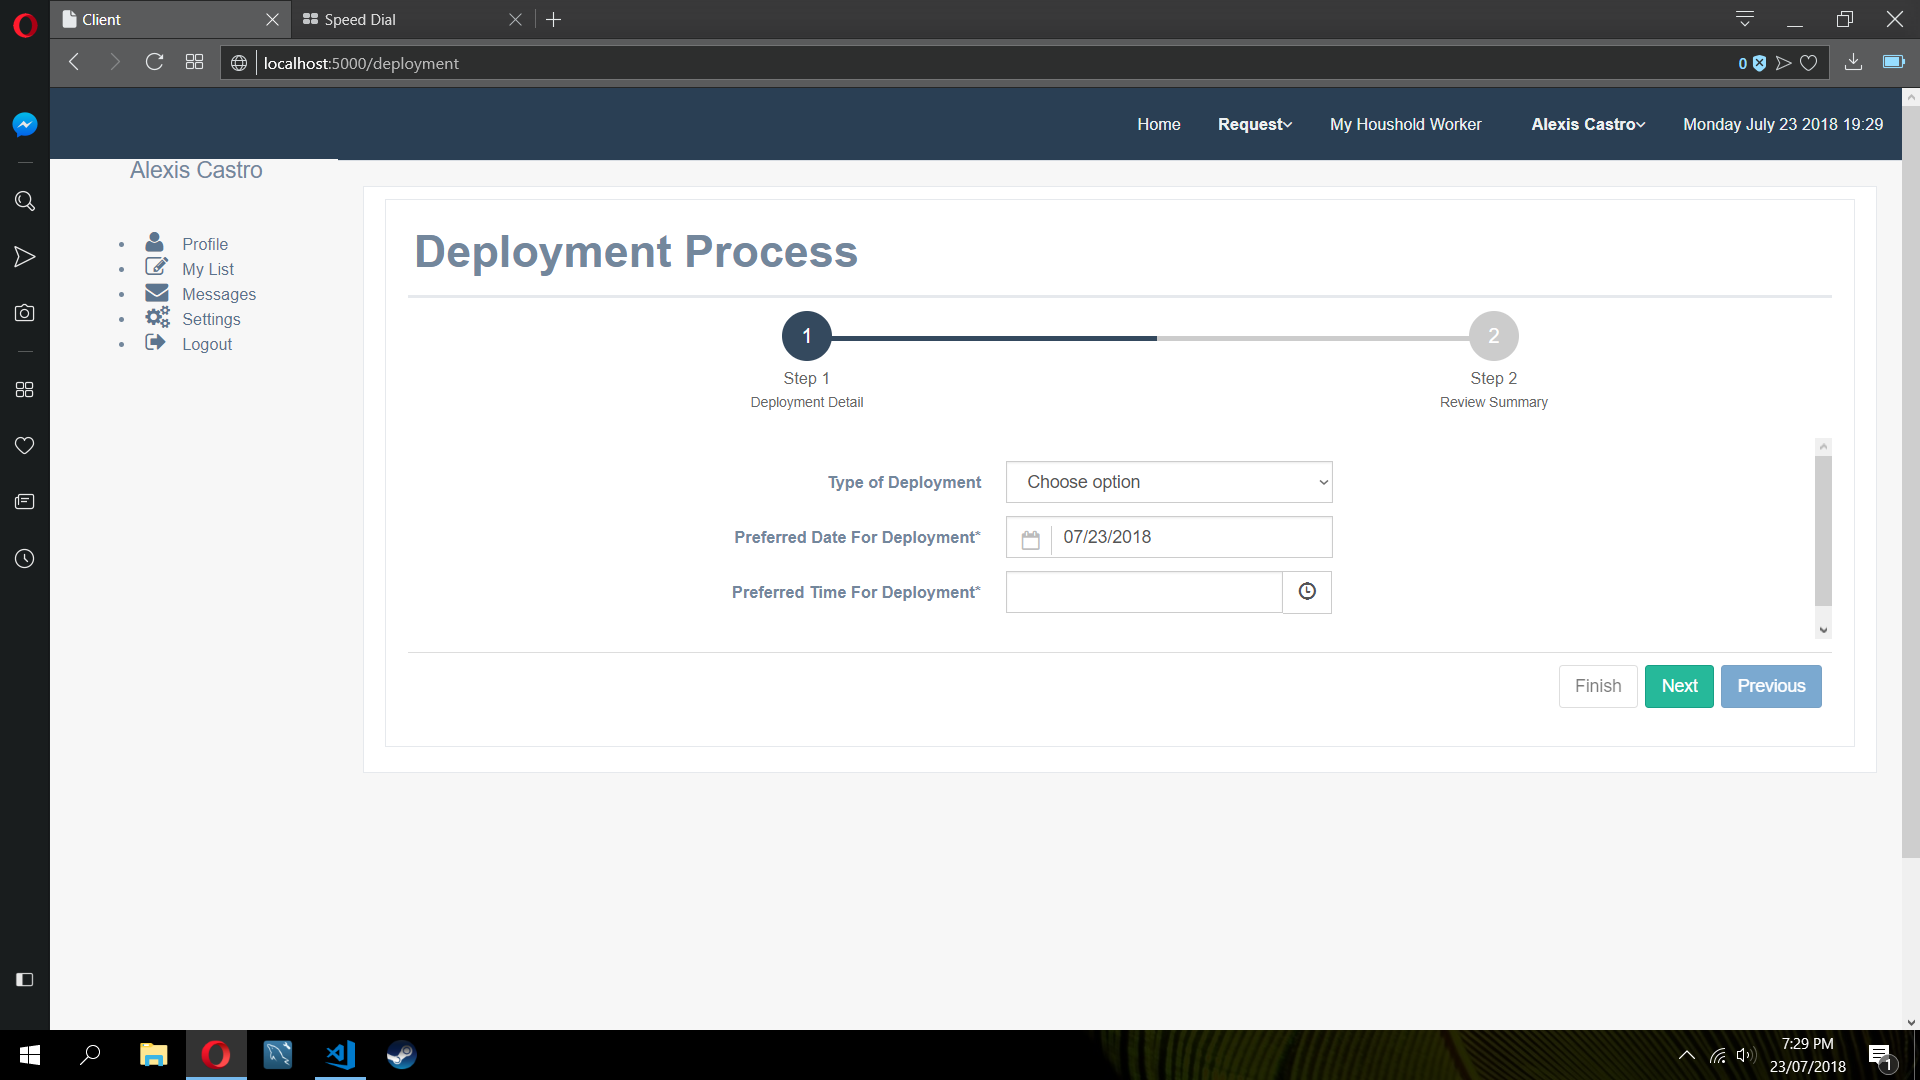 Client
Speed Dial
localhost:5000/deployment
0
Home
Request
My Houshold Worker
Alexis Castro
Monday July 23 2018 19:29
Alexis Castro
Profile
My List
Messages
Settings
Logout
Deployment Process
1
2
Step 1
Step 2
Deployment Detail
Review Summary
Type of Deployment
Choose option
Preferred Date For Deployment*
07/23/2018
Preferred Time For Deployment*
Finish
Next
Previous
7:29 PM
23/07/2018
1